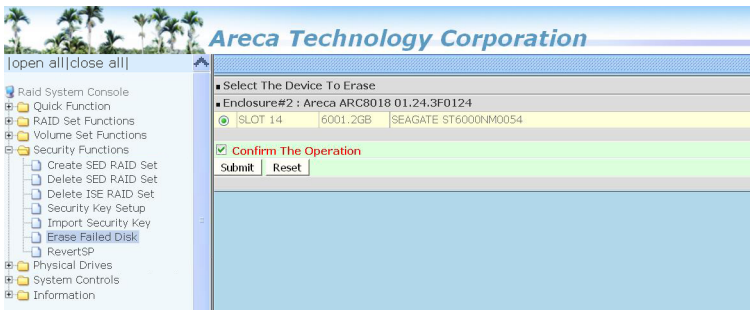 Areca Technology Corporation
|open all|close all|
Raid System Console
Quick Function
RAID Set Functions
Volume Set Functions
Security Functions
Create SED RAID Set
Delete SED RAID Set
Delete ISE RAID Set
Security Key Setup
Import Security Key
Erase Failed Disk
RevertSP
Physical Drives
System Controls
Information
Select The Device To Erase
Enclosure#2 : Areca ARC8018 01.24.3F0124
SLOT 14 6001.2GB SEAGATE ST6000NM0054
Confirm The Operation
Submit Reset